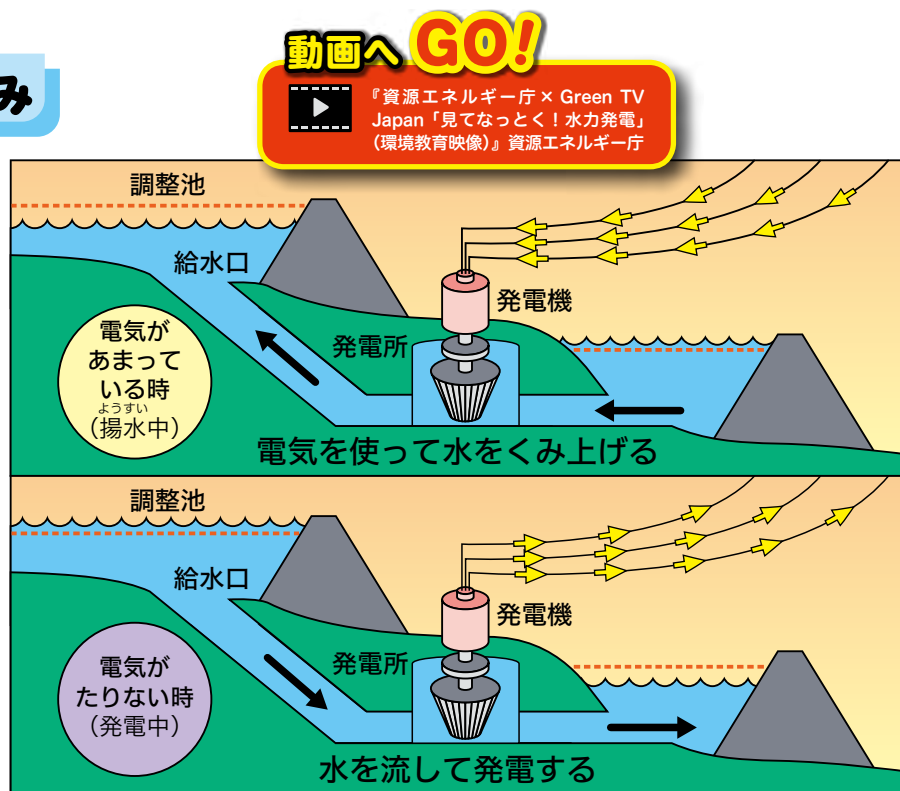 み
動画へ GO!
『資源エネルギー庁×Green TV
Japan「見てなっとく!水力発電」
(環境教育映像)』資源エネルギー庁
調整池
給水口
発電機
発電所
電気が
あまって
いる時
ようすい
(揚水中)
電気を使って水をくみ上げる
調整池
給水口
発電機
発電所
電気が
たりない時
(発電中)
水を流して発電する